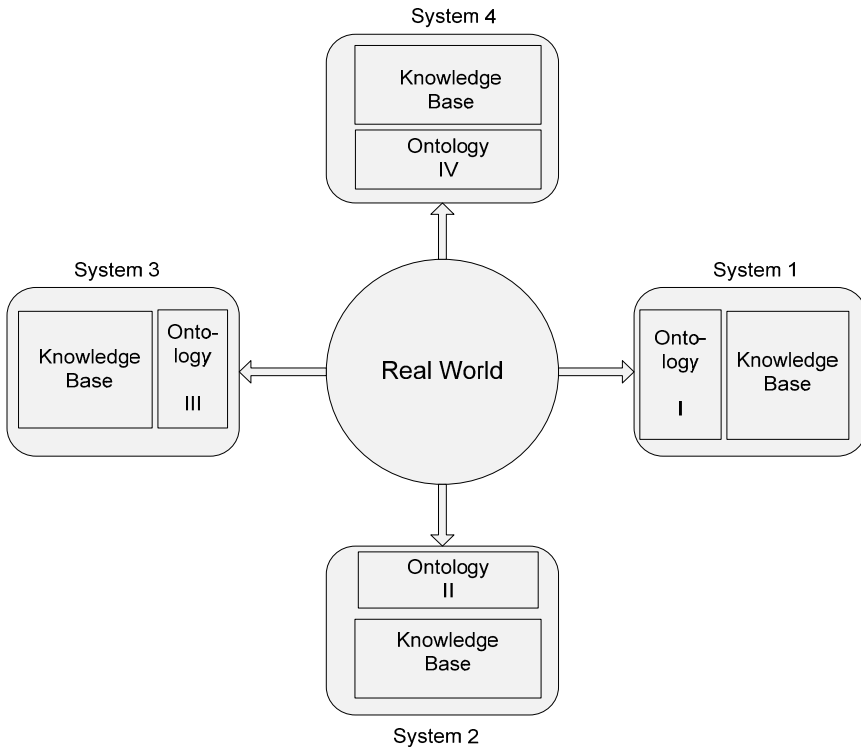 System 4
Knowledge
Base
Ontology
IV
System 3
Knowledge
Base
Onto-
logy
III
Real World
System 1
Onto-
logy
I
Knowledge
Base
Ontology
II
Knowledge
Base
System 2